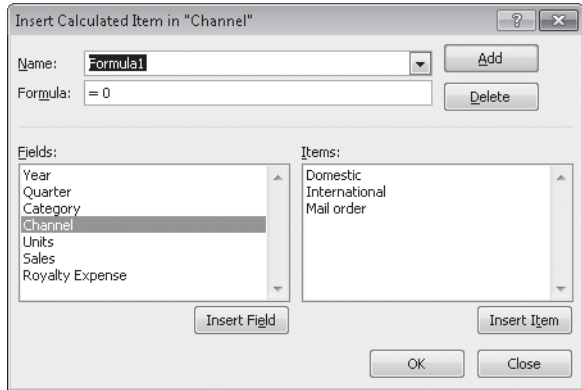 Insert Calculated Item in "Channel"
Name: Formula1 Add
Formula: = 0 Delete
Fields: Items:
Year Domestic
Quarter International
Category Mail order
Channel
Units
Sales
Royalty Expense
Insert Field Insert Item
OK Close